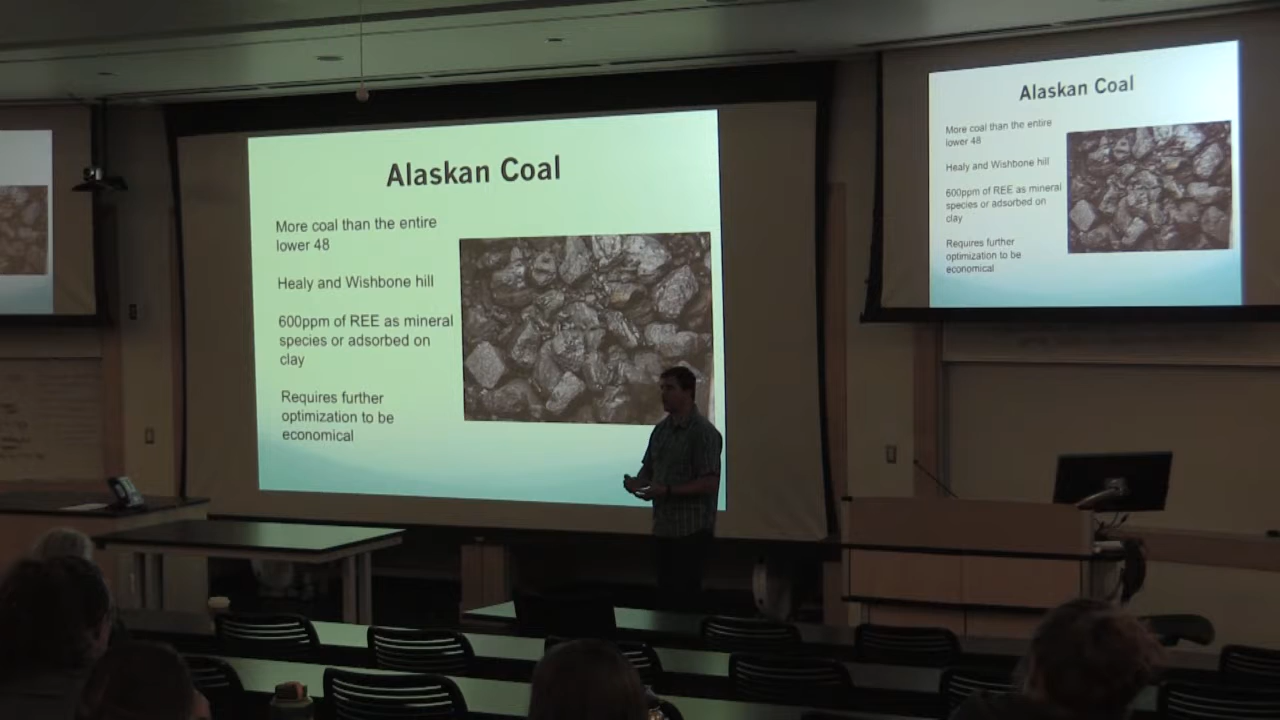 Alaskan Coal
More coal than the entire
lower 48
Healy and Wishbone hill
600ppm of REE as mineral
species or adsorbed on
clay
Requires further
optimization to be
economical
Alaskan Coal
More coal than the entire
lower 48
Healy and Wishbone hill
600ppm of REE as mineral
species or adsorbed on
clay
Requires further
optimization to be
economical